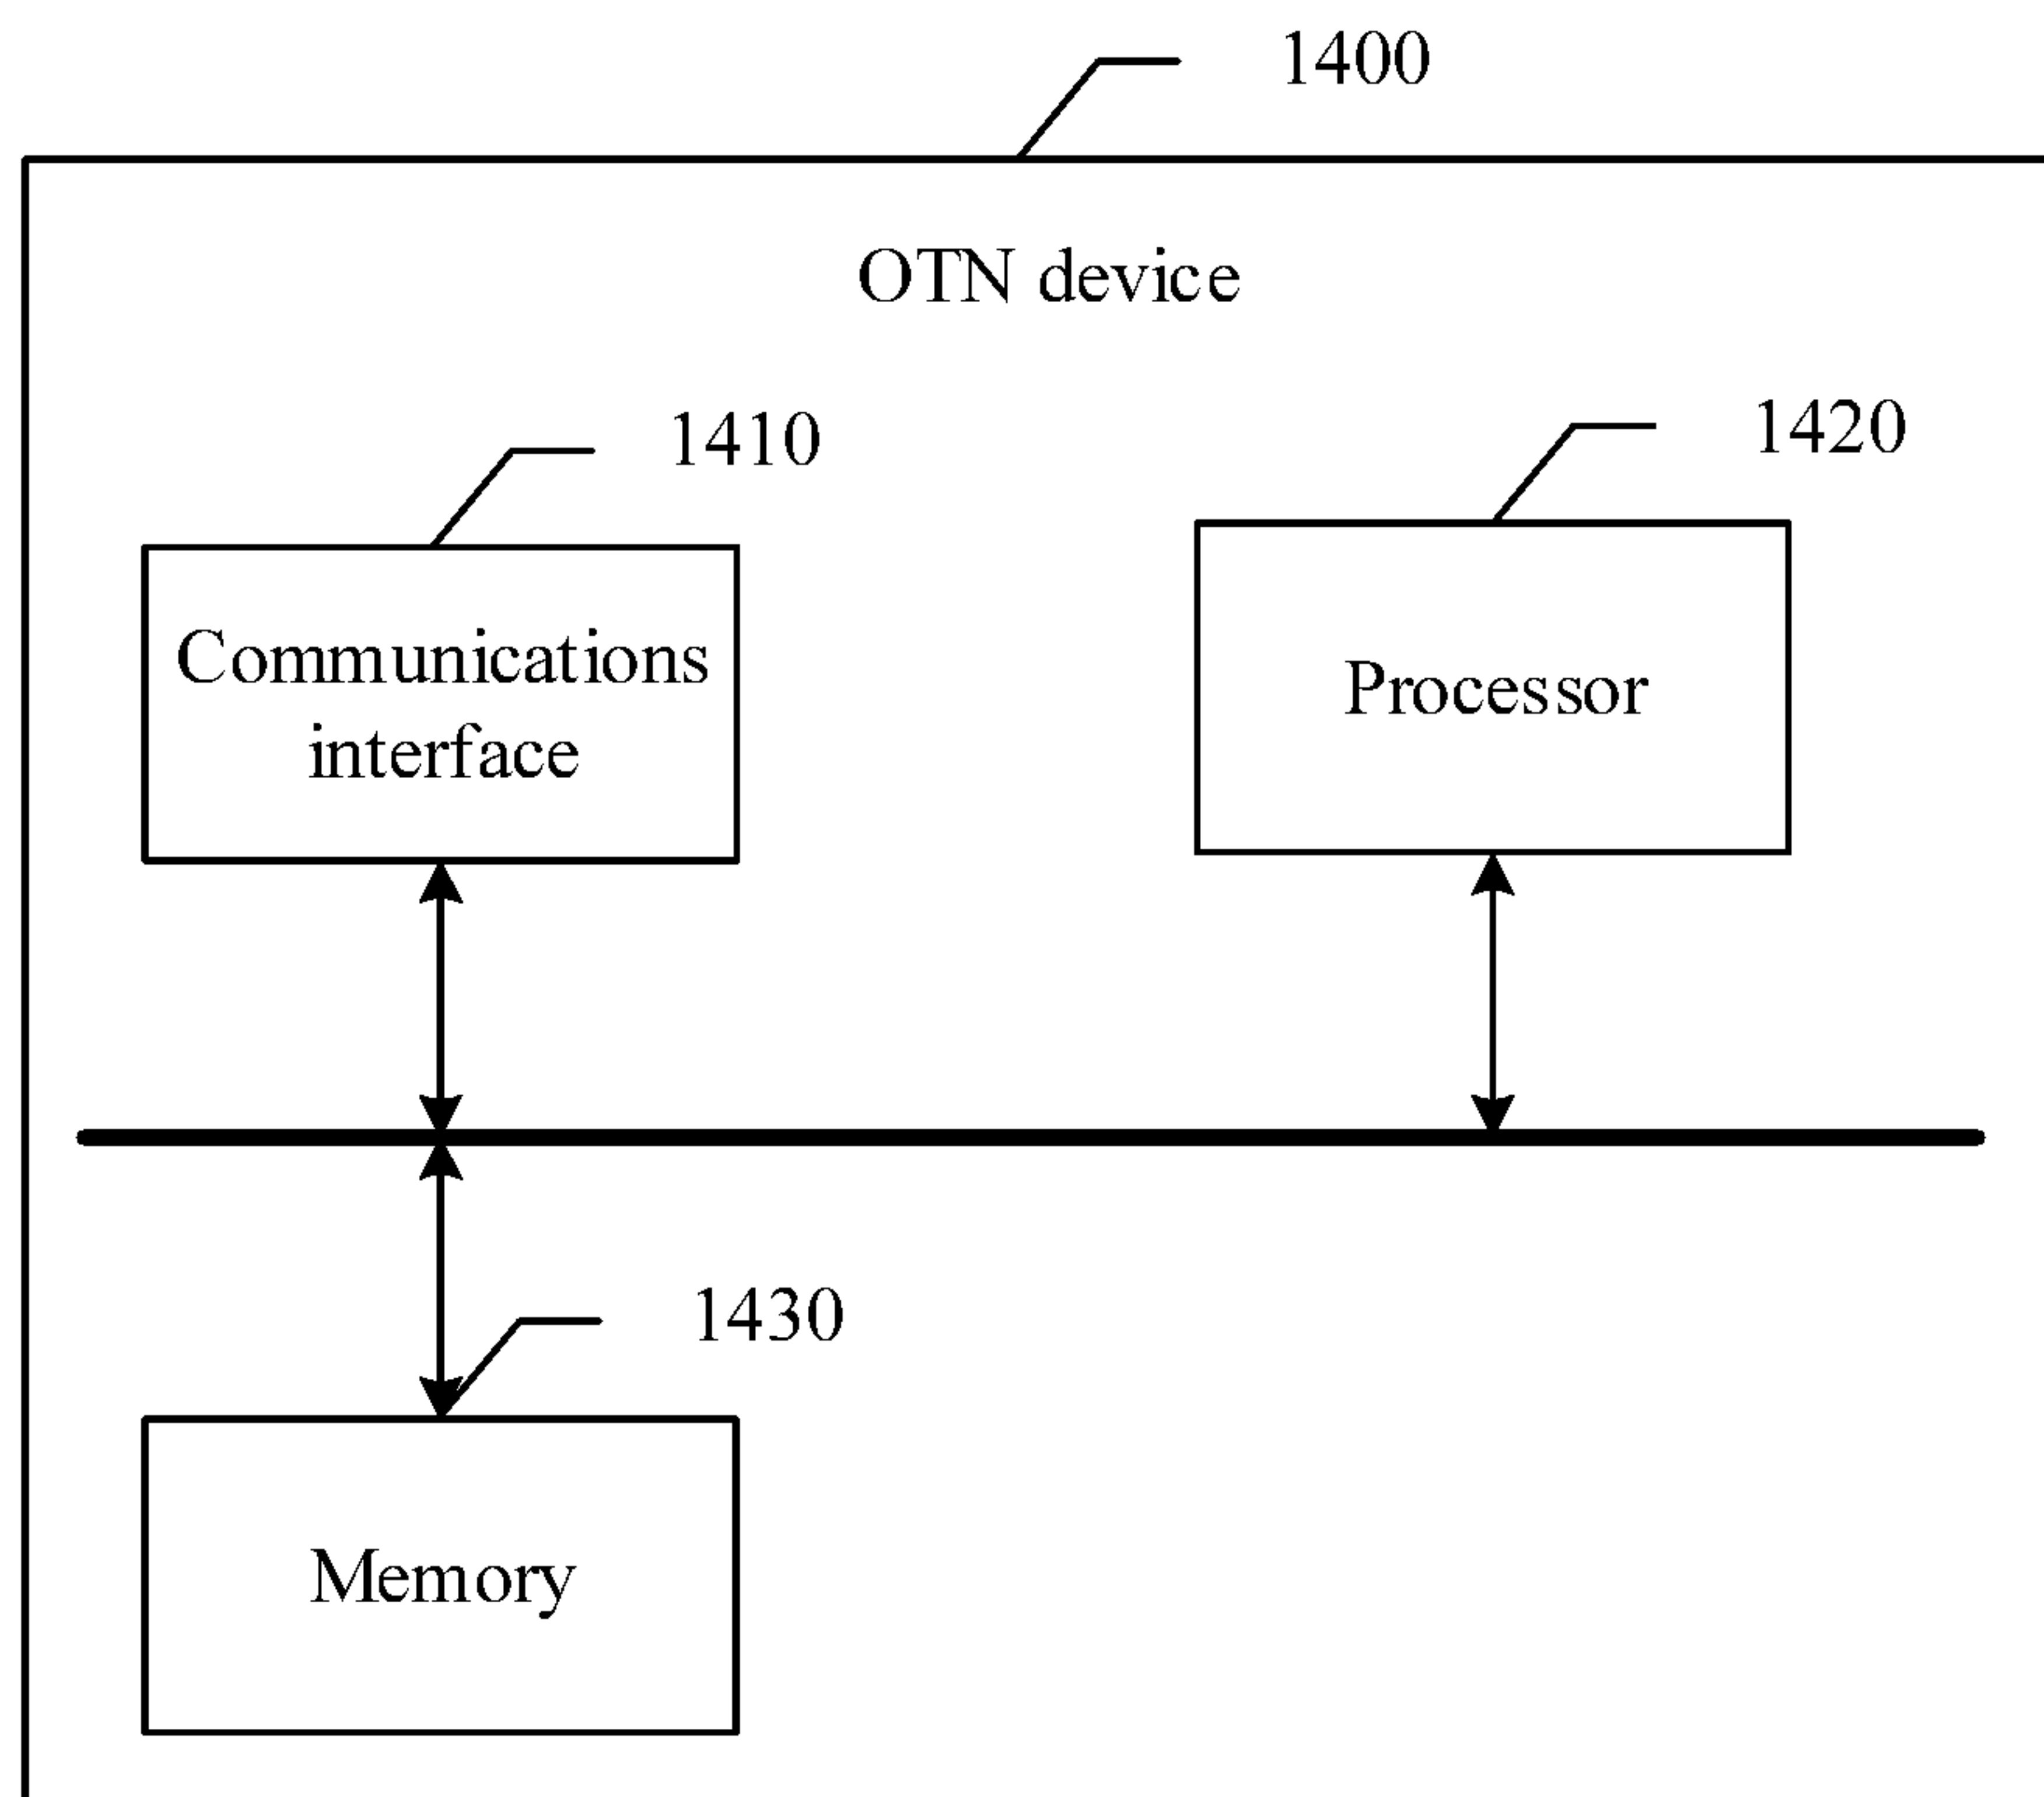 1400
OTN device
1410
1420
Communications
interface
Processor
1430
Memory